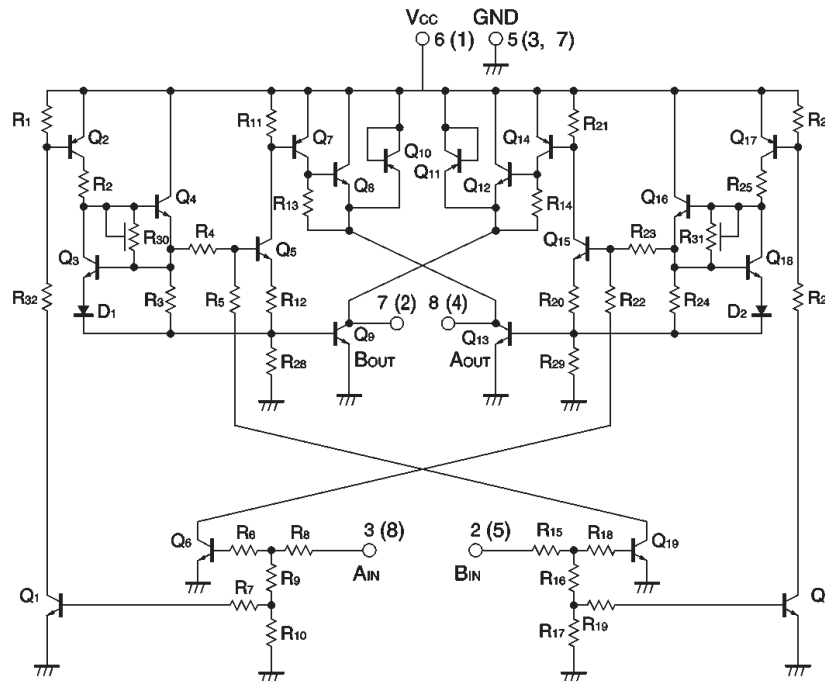 VCC GND
6 (1) 5 (3, 7)
R1 Q2 R11 Q7 Q10 Q14 R21 Q17 R2
R2 Q4 Q8 Q11 Q12 Q16 R25
R13 R14
R30 R4 R23 R31
Q3 Q5 Q15 Q18
R32 D1 R3 R5 R12 7 (2) 8 (4) R20 R22 R24 D2 R2
Q9 Q13
R28 BOUT AOUT R29
Q6 R6 R8 3 (8) 2 (5) R15 R18 Q19
R9 AIN BIN R16
Q1 R7 Q
R10 R17 R19